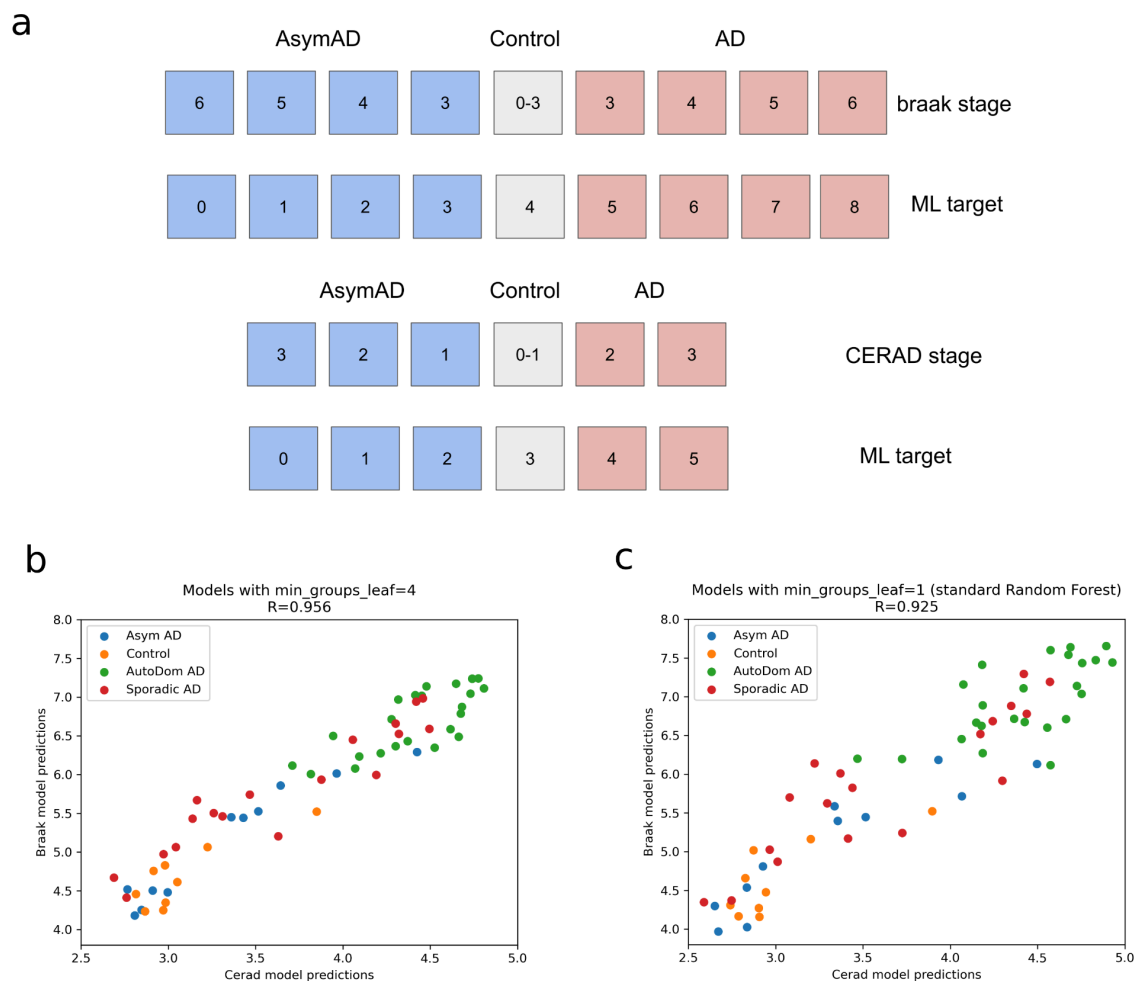 a
AsymAD Control AD
6 5 4 3 0-3 3 4 5 6 braak stage
0 1 2 3 4 5 6 7 8 ML target
AsymAD Control AD
3 2 1 0-1 2 3 CERAD stage
0 1 2 3 4 5 ML target
b
Models with min_groups_leaf=4
R=0.956
8.0
7.5
7.0
6.5
6.0
5.5
5.0
4.5
4.0
Braak model predictions
Asym AD
Control
AutoDom AD
Sporadic AD
2.5 3.0 3.5 4.0 4.5 5.0
Cerad model predictions
c
Models with min_groups_leaf=1 (standard Random Forest)
R=0.925
8.0
7.5
7.0
6.5
6.0
5.5
5.0
4.5
4.0
Braak model predictions
Asym AD
Control
AutoDom AD
Sporadic AD
2.5 3.0 3.5 4.0 4.5 5.0
Cerad model predictions